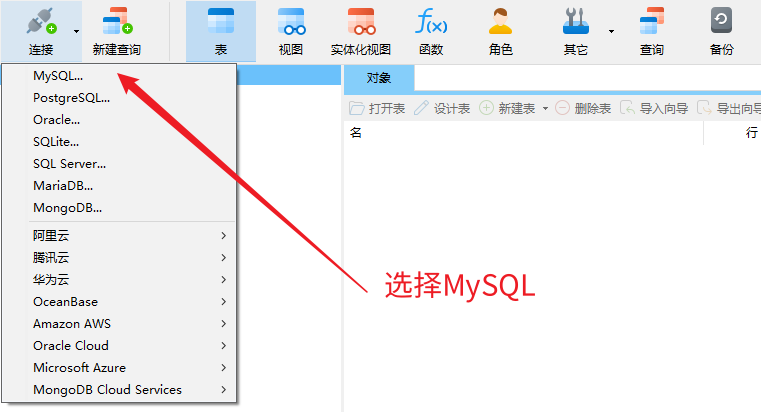 连接
新建查询
表
视图
实体化视图
函数
角色
其它
查询
备份
MySQL...
PostgreSQL...
Oracle...
SQLite...
SQL Server...
MariaDB...
MongoDB...
阿里云
腾讯云
华为云
OceanBase
Amazon AWS
Oracle Cloud
Microsoft Azure
MongoDB Cloud Services
对象
打开表 设计表 新建表 删除表 导入向导 导出向导
名 行
选择MySQL